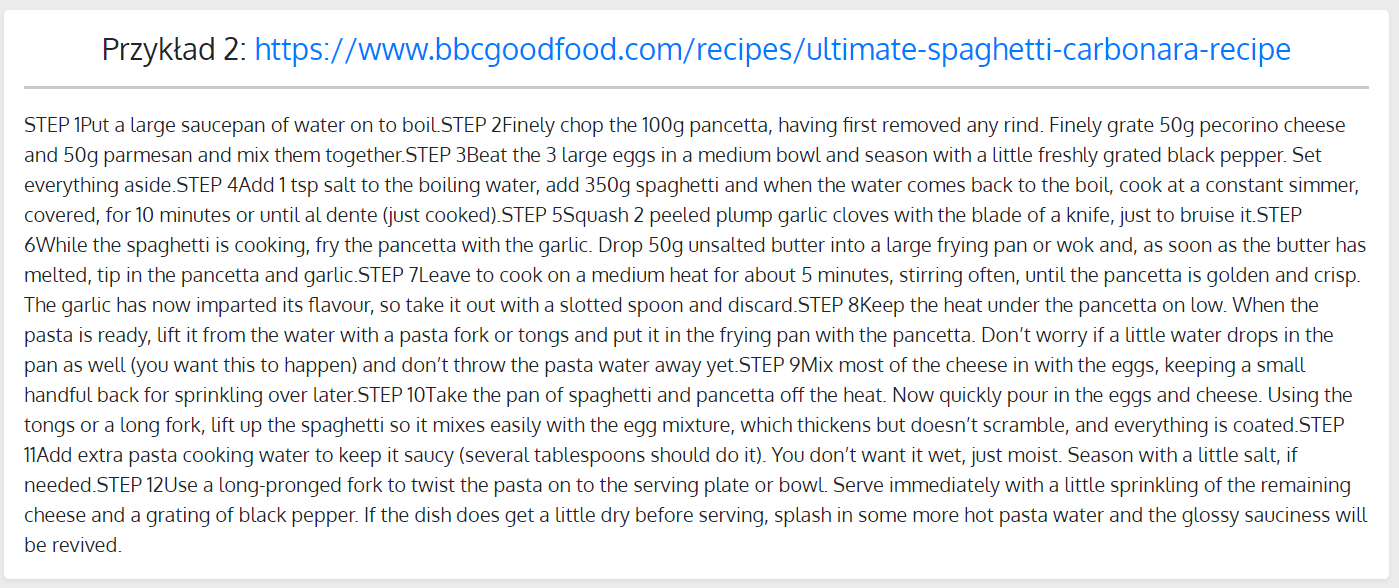 Przykład 2: https://www.bbcgoodfood.com/recipes/ultimate-spaghetti-carbonara-recipe
STEP 1Put a large saucepan of water on to boil.STEP 2Finely chop the 100g pancetta, having first removed any rind. Finely grate 50g pecorino cheese
and 50g parmesan and mix them together.STEP 3Beat the 3 large eggs in a medium bowl and season with a little freshly grated black pepper. Set
everything aside.STEP 4Add 1 tsp salt to the boiling water, add 350g spaghetti and when the water comes back to the boil, cook at a constant simmer,
covered, for 10 minutes or until al dente (just cooked).STEP 5Squash 2 peeled plump garlic cloves with the blade of a knife, just to bruise it.STEP
6While the spaghetti is cooking, fry the pancetta with the garlic. Drop 50g unsalted butter into a large frying pan or wok and, as soon as the butter has
melted, tip in the pancetta and garlic.STEP 7Leave to cook on a medium heat for about 5 minutes, stirring often, until the pancetta is golden and crisp.
The garlic has now imparted its flavour, so take it out with a slotted spoon and discard.STEP 8Keep the heat under the pancetta on low. When the
pasta is ready, lift it from the water with a pasta fork or tongs and put it in the frying pan with the pancetta. Don’t worry if a little water drops in the
pan as well (you want this to happen) and don’t throw the pasta water away yet.STEP 9Mix most of the cheese in with the eggs, keeping a small
handful back for sprinkling over later.STEP 10Take the pan of spaghetti and pancetta off the heat. Now quickly pour in the eggs and cheese. Using the
tongs or a long fork, lift up the spaghetti so it mixes easily with the egg mixture, which thickens but doesn’t scramble, and everything is coated.STEP
11Add extra pasta cooking water to keep it saucy (several tablespoons should do it). You don’t want it wet, just moist. Season with a little salt, if
needed.STEP 12Use a long-pronged fork to twist the pasta on to the serving plate or bowl. Serve immediately with a little sprinkling of the remaining
cheese and a grating of black pepper. If the dish does get a little dry before serving, splash in some more hot pasta water and the glossy sauciness will
be revived.